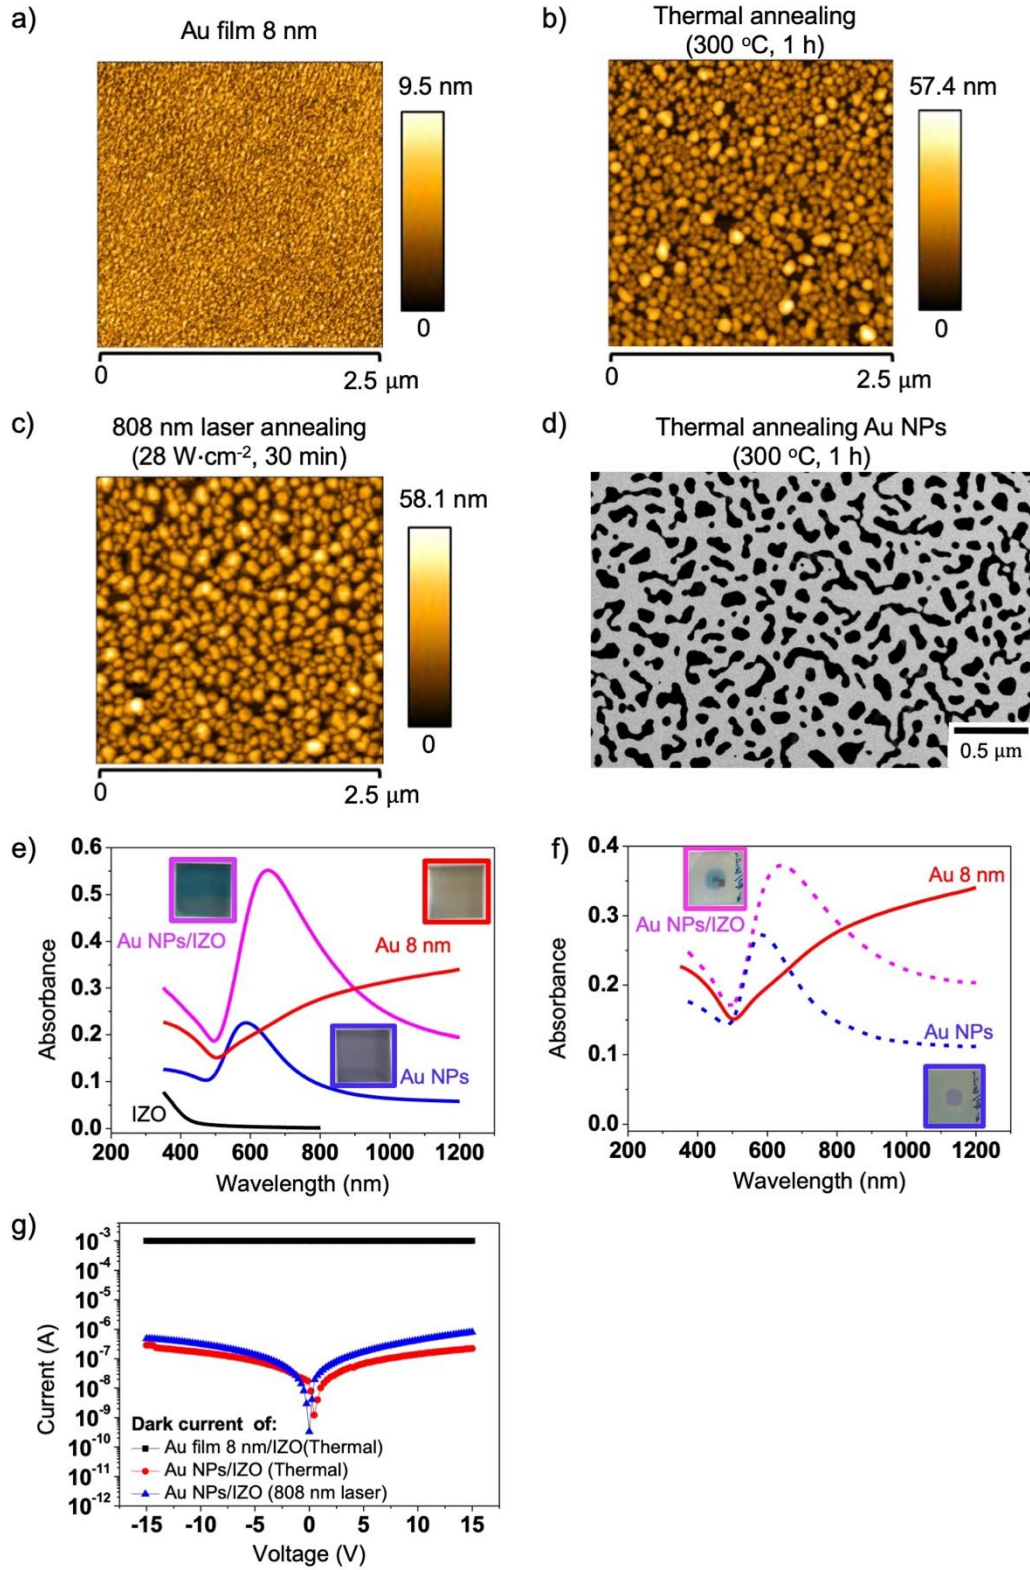 a)
Au film 8 nm
9.5 nm
0
0
2.5 μm
b)
Thermal annealing
(300 °C, 1 h)
57.4 nm
0
0
2.5 μm
c)
808 nm laser annealing
(28 W·cm⁻², 30 min)
58.1 nm
0
0
2.5 μm
d)
Thermal annealing Au NPs
(300 °C, 1 h)
0.5 μm
e)
Absorbance
0.6
0.5
0.4
0.3
0.2
0.1
0.0
Au NPs/IZO
Au 8 nm
Au NPs
IZO
200 400 600 800 1000 1200
Wavelength (nm)
f)
Absorbance
0.4
0.3
0.2
0.1
0.0
Au 8 nm
Au NPs/IZO
Au NPs
200 400 600 800 1000 1200
Wavelength (nm)
g)
Current (A)
10⁻³
10⁻⁴
10⁻⁵
10⁻⁶
10⁻⁷
10⁻⁸
10⁻⁹
10⁻¹⁰
10⁻¹¹
10⁻¹²
Dark current of:
Au film 8 nm/IZO(Thermal)
Au NPs/IZO (Thermal)
Au NPs/IZO (808 nm laser)
-15 -10 -5 0 5 10 15
Voltage (V)